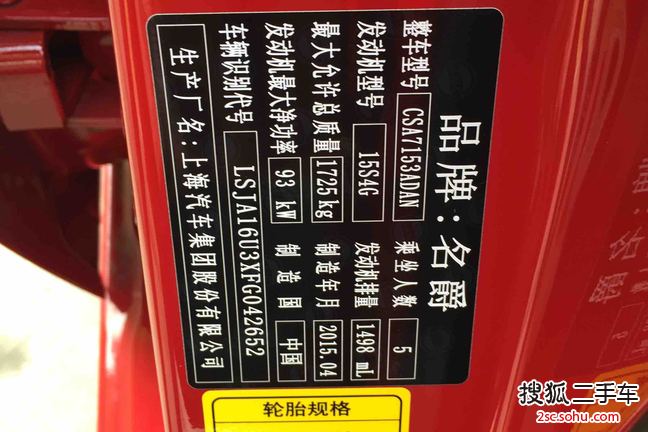 品牌:名爵
整车型号 CSA7153ADAN 乘坐人数 5
发动机型号 15S4G 发动机排量 1498 mL
最大允许总质量 1725kg 制造年月 2015.04
发动机最大净功率 93 kW 制造国 中国
车辆识别代号 LSJA16U3XFG042652
生产厂名:上海汽车集团股份有限公司
轮胎规格
搜狐二手车
2sc.sohu.com